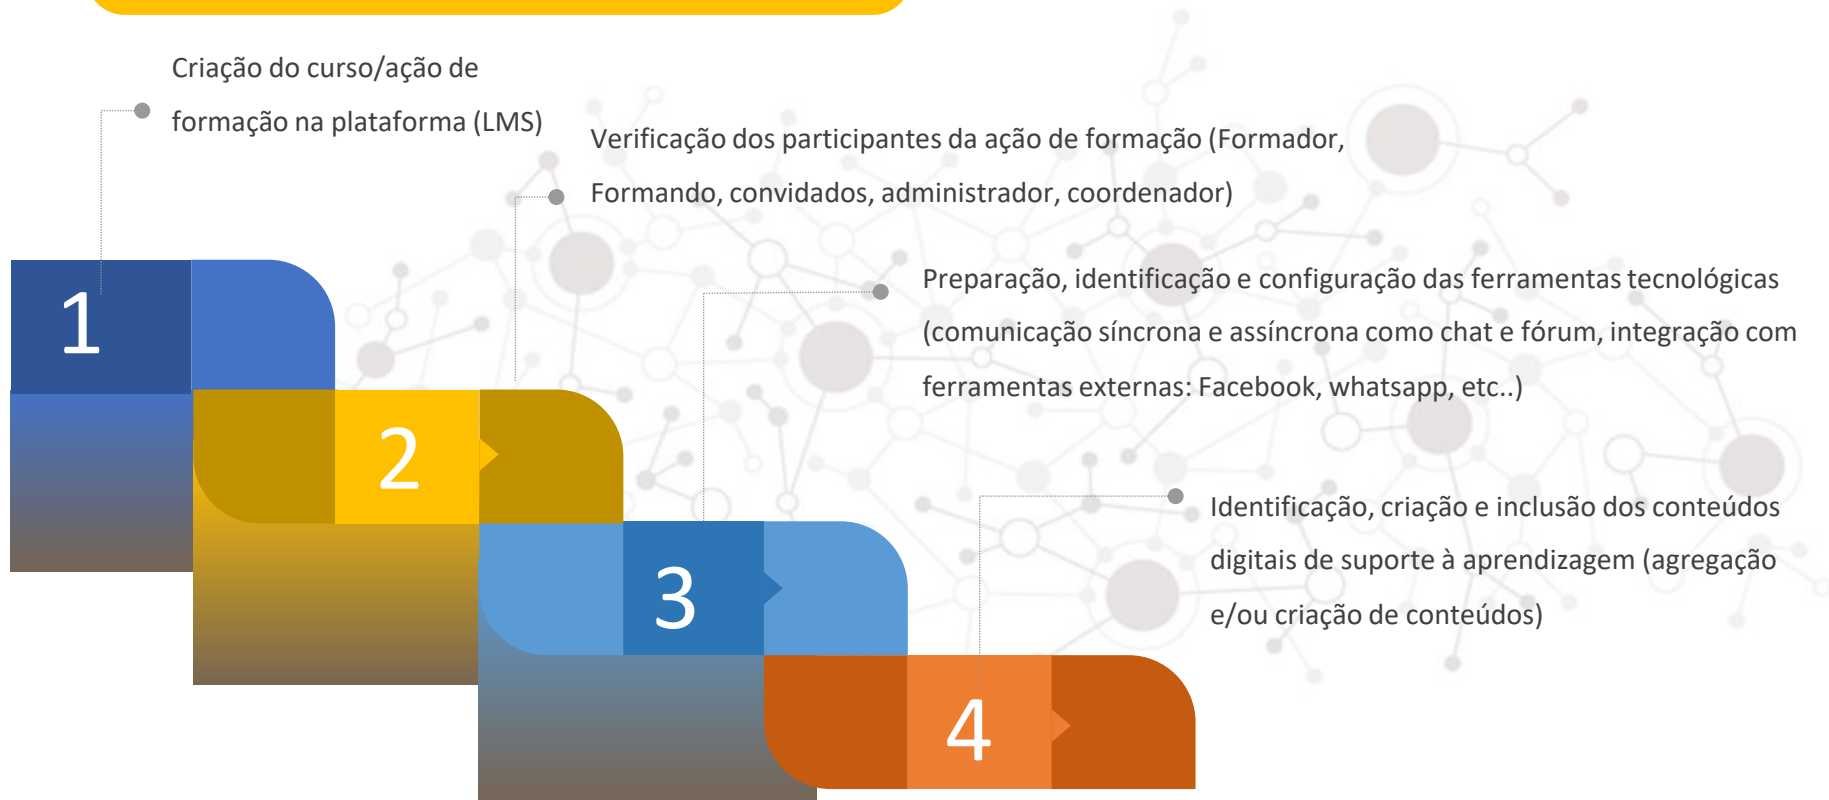 Criação do curso/ação de
formação na plataforma (LMS)
Verificação dos participantes da ação de formação (Formador,
Formando, convidados, administrador, coordenador)
Preparação, identificação e configuração das ferramentas tecnológicas
(comunicação síncrona e assíncrona como chat e fórum, integração com
ferramentas externas: Facebook, whatsapp, etc..)
Identificação, criação e inclusão dos conteúdos
digitais de suporte à aprendizagem (agregação
e/ou criação de conteúdos)
1
2
3
4